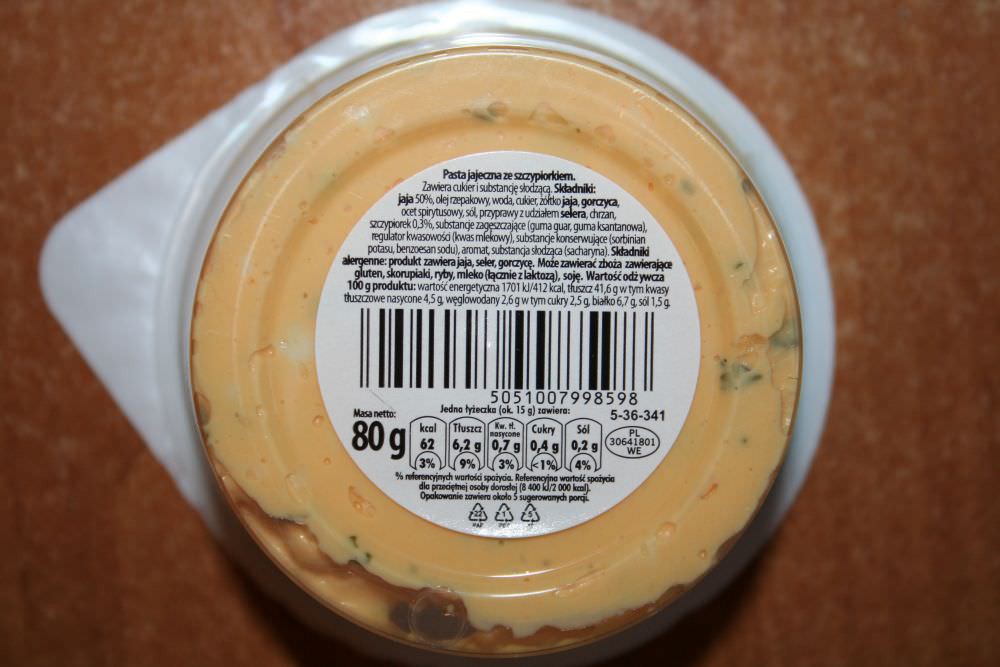 Pasta jajeczna ze szczypiorkiem.
Zawiera cukier i substancję słodzącą. Składniki:
jaja 50%, olej rzepakowy, woda, cukier, żółtko jaja, gorczyca,
ocet spirytusowy, sól, przyprawy z udziałem selera, chrzan,
szczypiorek 0,3%, substancje zagęszczające (guma guar, guma ksantanowa),
regulator kwasowości (kwas mlekowy), substancje konserwujące (sorbinian
potasu, benzoesan sodu), aromat, substancja słodząca (sacharyna). Składniki
alergenne: produkt zawiera jaja, seler, gorczycę. Może zawierać zboża zawierające
gluten, skorupiaki, ryby, mleko (łącznie z laktozą), soję. Wartość odżywcza
100 g produktu: wartość energetyczna 1701 kJ/412 kcal, tłuszcz 41,6 g w tym kwasy
tłuszczowe nasycone 4,5 g, węglowodany 2,6 g w tym cukry 2,5 g, białko 6,7 g, sól 1,5 g.
5051007998598
Masa netto:
80 g
Jedna łyżeczka (ok. 15 g) zawiera:
5-36-341
kcal Tłuszcz Kw. tł. nasycone Cukry Sól
62 6,2 g 0,7 g 0,4 g 0,2 g
3% 9% 3% <1% 4%
PL
30641801
WE
% referencyjnych wartości spożycia. Referencyjna wartość spożycia
dla przeciętnej osoby dorosłej (8 400 kJ/2 000 kcal).
Opakowanie zawiera około 5 sugerowanych porcji.
22 1 5